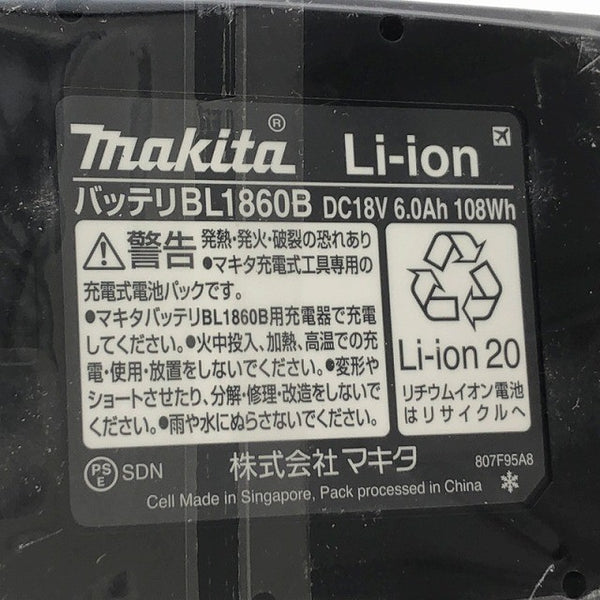 makita® Li-ion
バッテリBL1860B DC18V 6.0Ah 108Wh
警告 発熱・発火・破裂の恐れあり
●マキタ充電式工具専用の
充電式電池パックです。
●マキタバッテリBL1860B用充電器で充電
してください。●火中投入、加熱、高温での充
電・使用・放置をしないでください。●変形や
ショートさせたり、分解・修理・改造をしないで
ください。●雨や水にぬらさないでください。
Li-ion 20
リチウムイオン電池
はリサイクルへ
PS
E SDN 株式会社マキタ 807F95A8
Cell Made in Singapore, Pack processed in China